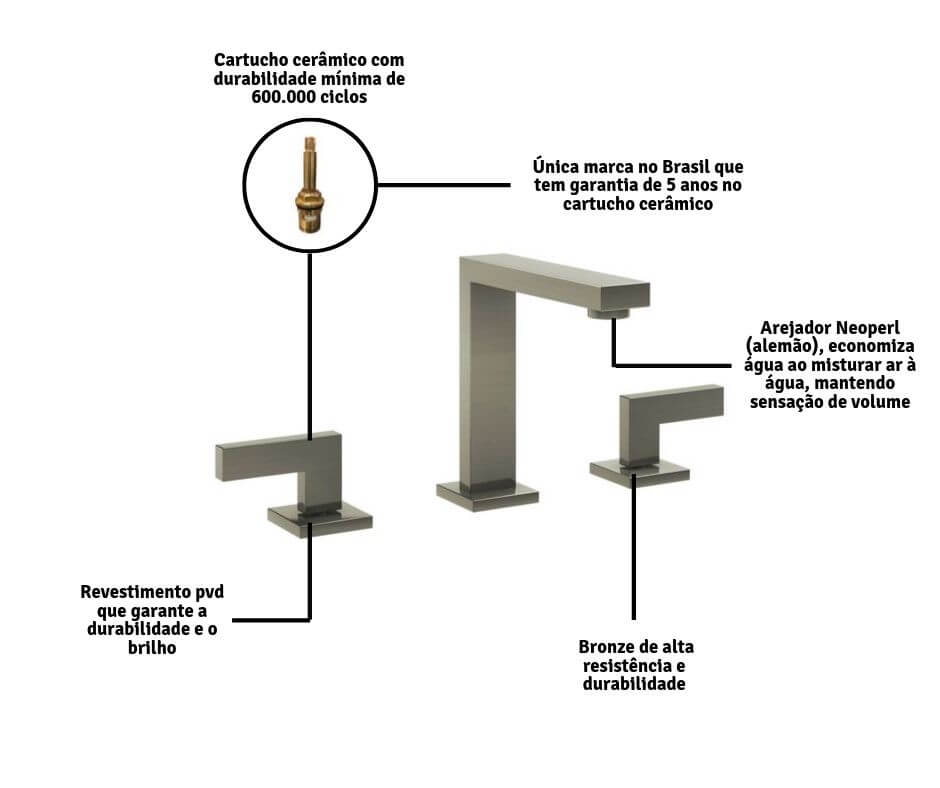 Cartucho cerâmico com
durabilidade mínima de
600.000 ciclos
Única marca no Brasil que
tem garantia de 5 anos no
cartucho cerâmico
Arejador Neoperl
(alemão), economiza
água ao misturar ar à
água, mantendo
sensação de volume
Revestimento pvd
que garante a
durabilidade e o
brilho
Bronze de alta
resistência e
durabilidade